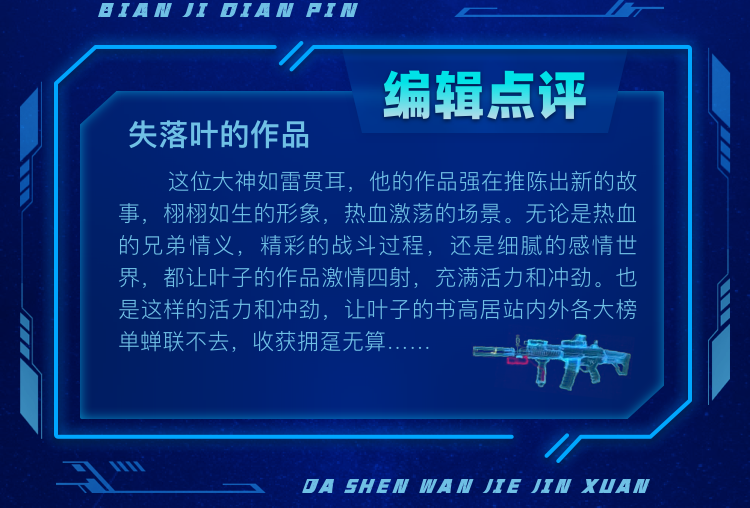 BIAN JI DIAN PIN
编辑点评
失落叶的作品
这位大神如雷贯耳，他的作品强在推陈出新的故
事，栩栩如生的形象，热血激荡的场景。无论是热血
的兄弟情义，精彩的战斗过程，还是细腻的感情世
界，都让叶子的作品激情四射，充满活力和冲劲。也
是这样的活力和冲劲，让叶子的书高居站内外各大榜
单蝉联不去，收获拥趸无算……
DA SHEN WAN JIE JIN XUAN